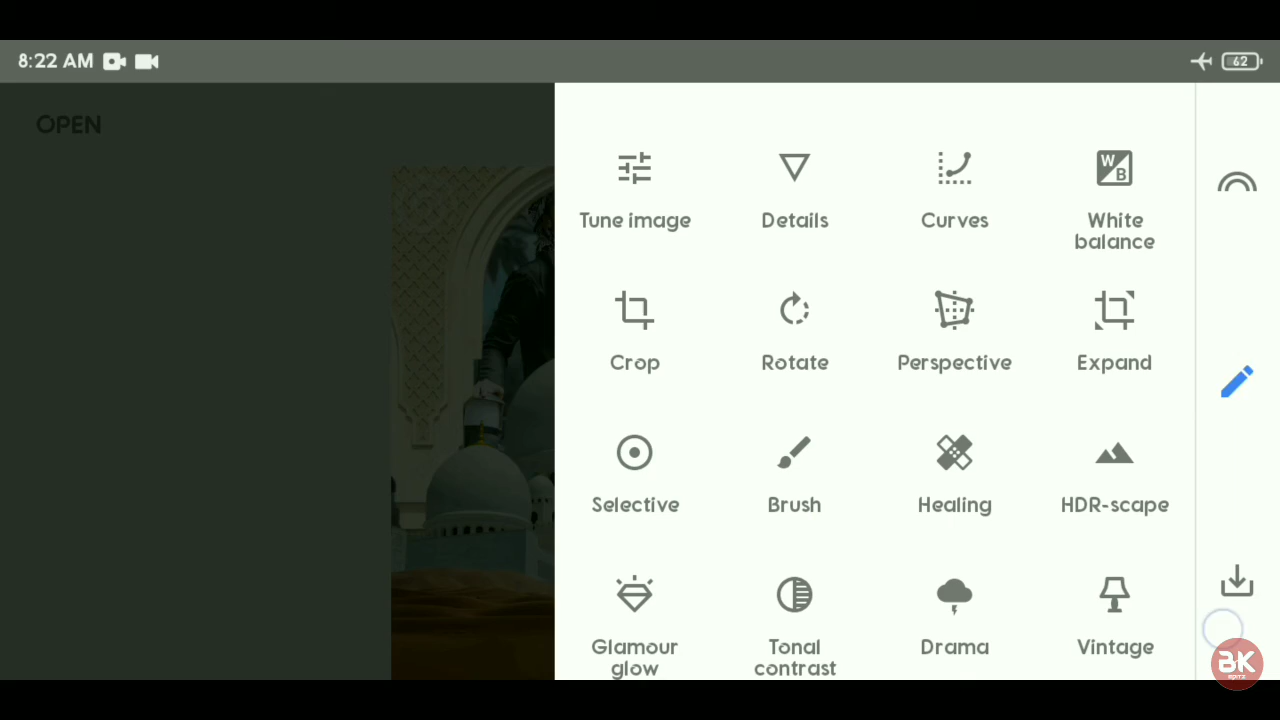 8:22 AM
62
OPEN
Tune image
Details
Curves
W
B
White
balance
Crop
Rotate
Perspective
Expand
Selective
Brush
Healing
HDR-scape
Glamour
glow
Tonal
contrast
Drama
Vintage
BK